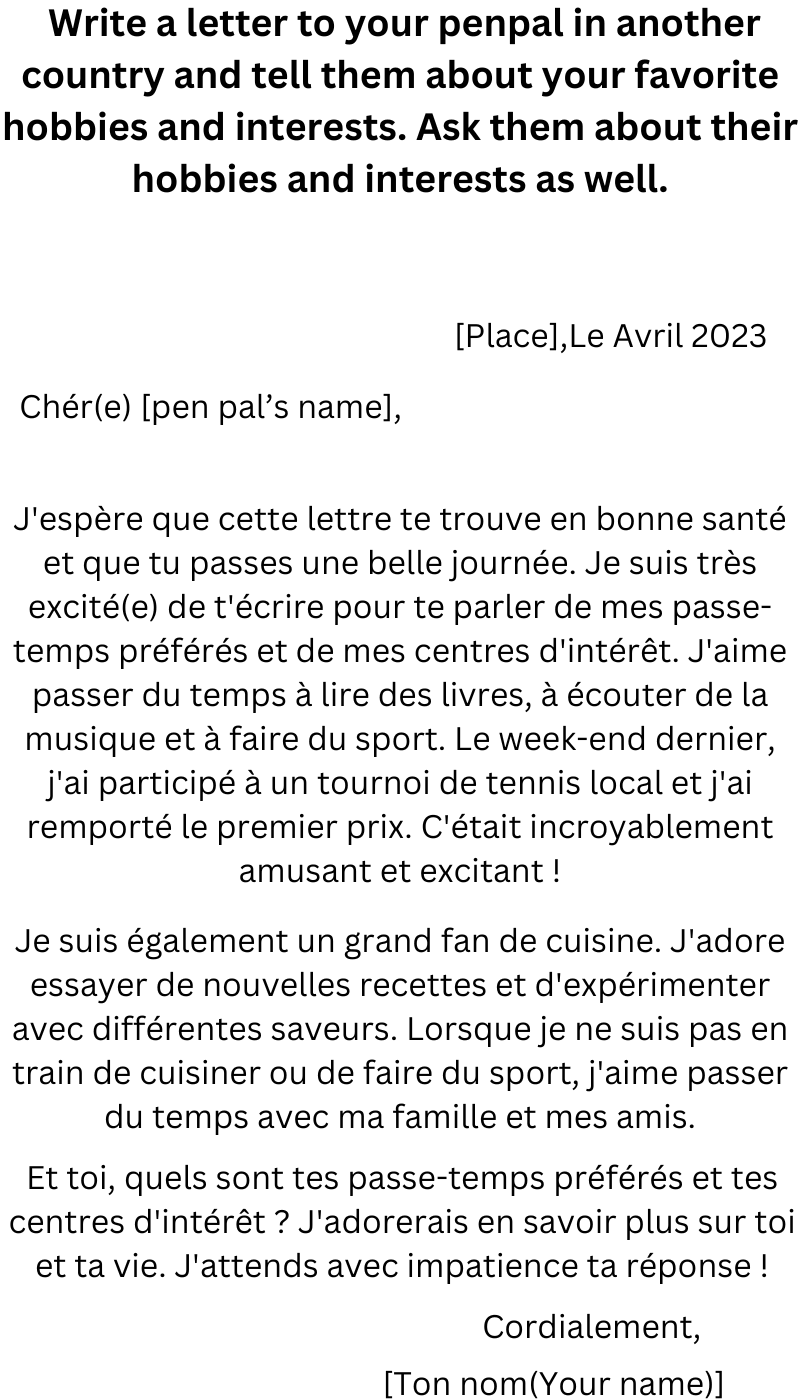 Write a letter to your penpal in another
country and tell them about your favorite
hobbies and interests. Ask them about their
hobbies and interests as well.
[Place],Le Avril 2023
Chér(e) [pen pal’s name],
J'espère que cette lettre te trouve en bonne santé
et que tu passes une belle journée. Je suis très
excité(e) de t'écrire pour te parler de mes passe-
temps préférés et de mes centres d'intérêt. J'aime
passer du temps à lire des livres, à écouter de la
musique et à faire du sport. Le week-end dernier,
j'ai participé à un tournoi de tennis local et j'ai
remporté le premier prix. C'était incroyablement
amusant et excitant !
Je suis également un grand fan de cuisine. J'adore
essayer de nouvelles recettes et d'expérimenter
avec différentes saveurs. Lorsque je ne suis pas en
train de cuisiner ou de faire du sport, j'aime passer
du temps avec ma famille et mes amis.
Et toi, quels sont tes passe-temps préférés et tes
centres d'intérêt ? J'adorerais en savoir plus sur toi
et ta vie. J'attends avec impatience ta réponse !
Cordialement,
[Ton nom(Your name)]